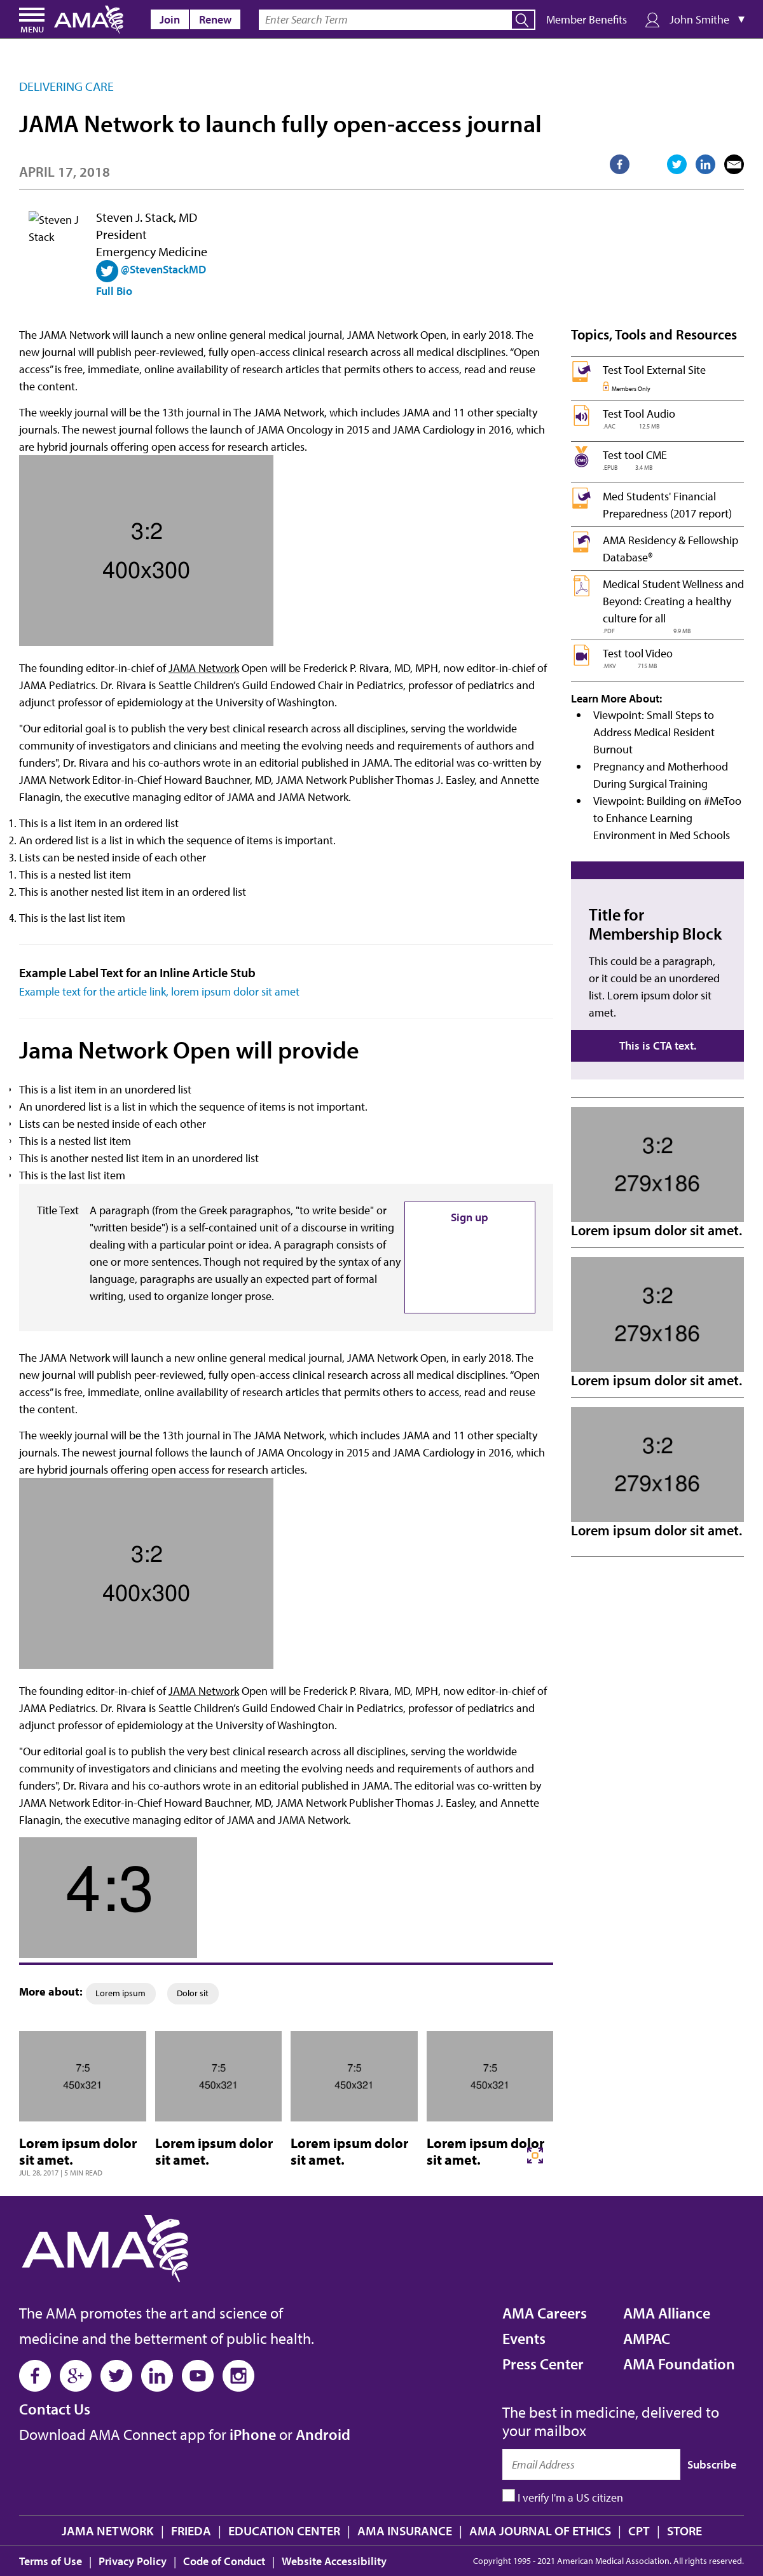 MENU
AMA
Join
Renew
Enter Search Term
Member Benefits
John Smithe
DELIVERING CARE
JAMA Network to launch fully open-access journal
APRIL 17, 2018
Steven J
Stack
Steven J. Stack, MD
President
Emergency Medicine
@StevenStackMD
Full Bio
The JAMA Network will launch a new online general medical journal, JAMA Network Open, in early 2018. The
new journal will publish peer-reviewed, fully open-access clinical research across all medical disciplines. “Open
access” is free, immediate, online availability of research articles that permits others to access, read and reuse
the content.
The weekly journal will be the 13th journal in The JAMA Network, which includes JAMA and 11 other specialty
journals. The newest journal follows the launch of JAMA Oncology in 2015 and JAMA Cardiology in 2016, which
are hybrid journals offering open access for research articles.
3:2
400x300
The founding editor-in-chief of JAMA Network Open will be Frederick P. Rivara, MD, MPH, now editor-in-chief of
JAMA Pediatrics. Dr. Rivara is Seattle Children’s Guild Endowed Chair in Pediatrics, professor of pediatrics and
adjunct professor of epidemiology at the University of Washington.
"Our editorial goal is to publish the very best clinical research across all disciplines, serving the worldwide
community of investigators and clinicians and meeting the evolving needs and requirements of authors and
funders", Dr. Rivara and his co-authors wrote in an editorial published in JAMA. The editorial was co-written by
JAMA Network Editor-in-Chief Howard Bauchner, MD, JAMA Network Publisher Thomas J. Easley, and Annette
Flanagin, the executive managing editor of JAMA and JAMA Network.
1. This is a list item in an ordered list
2. An ordered list is a list in which the sequence of items is important.
3. Lists can be nested inside of each other
1. This is a nested list item
2. This is another nested list item in an ordered list
4. This is the last list item
Example Label Text for an Inline Article Stub
Example text for the article link, lorem ipsum dolor sit amet
Jama Network Open will provide
This is a list item in an unordered list
An unordered list is a list in which the sequence of items is not important.
Lists can be nested inside of each other
This is a nested list item
This is another nested list item in an unordered list
This is the last list item
Title Text
A paragraph (from the Greek paragraphos, "to write beside" or
"written beside") is a self-contained unit of a discourse in writing
dealing with a particular point or idea. A paragraph consists of
one or more sentences. Though not required by the syntax of any
language, paragraphs are usually an expected part of formal
writing, used to organize longer prose.
Sign up
The JAMA Network will launch a new online general medical journal, JAMA Network Open, in early 2018. The
new journal will publish peer-reviewed, fully open-access clinical research across all medical disciplines. “Open
access” is free, immediate, online availability of research articles that permits others to access, read and reuse
the content.
The weekly journal will be the 13th journal in The JAMA Network, which includes JAMA and 11 other specialty
journals. The newest journal follows the launch of JAMA Oncology in 2015 and JAMA Cardiology in 2016, which
are hybrid journals offering open access for research articles.
3:2
400x300
The founding editor-in-chief of JAMA Network Open will be Frederick P. Rivara, MD, MPH, now editor-in-chief of
JAMA Pediatrics. Dr. Rivara is Seattle Children’s Guild Endowed Chair in Pediatrics, professor of pediatrics and
adjunct professor of epidemiology at the University of Washington.
"Our editorial goal is to publish the very best clinical research across all disciplines, serving the worldwide
community of investigators and clinicians and meeting the evolving needs and requirements of authors and
funders", Dr. Rivara and his co-authors wrote in an editorial published in JAMA. The editorial was co-written by
JAMA Network Editor-in-Chief Howard Bauchner, MD, JAMA Network Publisher Thomas J. Easley, and Annette
Flanagin, the executive managing editor of JAMA and JAMA Network.
4:3
More about:
Lorem ipsum
Dolor sit
7:5
450x321
Lorem ipsum dolor
sit amet.
JUL 28, 2017 | 5 MIN READ
7:5
450x321
Lorem ipsum dolor
sit amet.
7:5
450x321
Lorem ipsum dolor
sit amet.
7:5
450x321
Lorem ipsum dolor
sit amet.
Topics, Tools and Resources
Test Tool External Site
Members Only
Test Tool Audio
.AAC 12.5 MB
Test tool CME
.EPUB 3.4 MB
Med Students' Financial
Preparedness (2017 report)
AMA Residency & Fellowship
Database®
Medical Student Wellness and
Beyond: Creating a healthy
culture for all
.PDF 9.9 MB
Test tool Video
.MKV 715 MB
Learn More About:
Viewpoint: Small Steps to
Address Medical Resident
Burnout
Pregnancy and Motherhood
During Surgical Training
Viewpoint: Building on #MeToo
to Enhance Learning
Environment in Med Schools
Title for
Membership Block
This could be a paragraph,
or it could be an unordered
list. Lorem ipsum dolor sit
amet.
This is CTA text.
3:2
279x186
Lorem ipsum dolor sit amet.
3:2
279x186
Lorem ipsum dolor sit amet.
3:2
279x186
Lorem ipsum dolor sit amet.
AMA
The AMA promotes the art and science of
medicine and the betterment of public health.
Contact Us
Download AMA Connect app for iPhone or Android
AMA Careers
Events
Press Center
AMA Alliance
AMPAC
AMA Foundation
The best in medicine, delivered to
your mailbox
Email Address
Subscribe
I verify I'm a US citizen
JAMA NETWORK | FRIEDA | EDUCATION CENTER | AMA INSURANCE | AMA JOURNAL OF ETHICS | CPT | STORE
Terms of Use | Privacy Policy | Code of Conduct | Website Accessibility
Copyright 1995 - 2021 American Medical Association. All rights reserved.